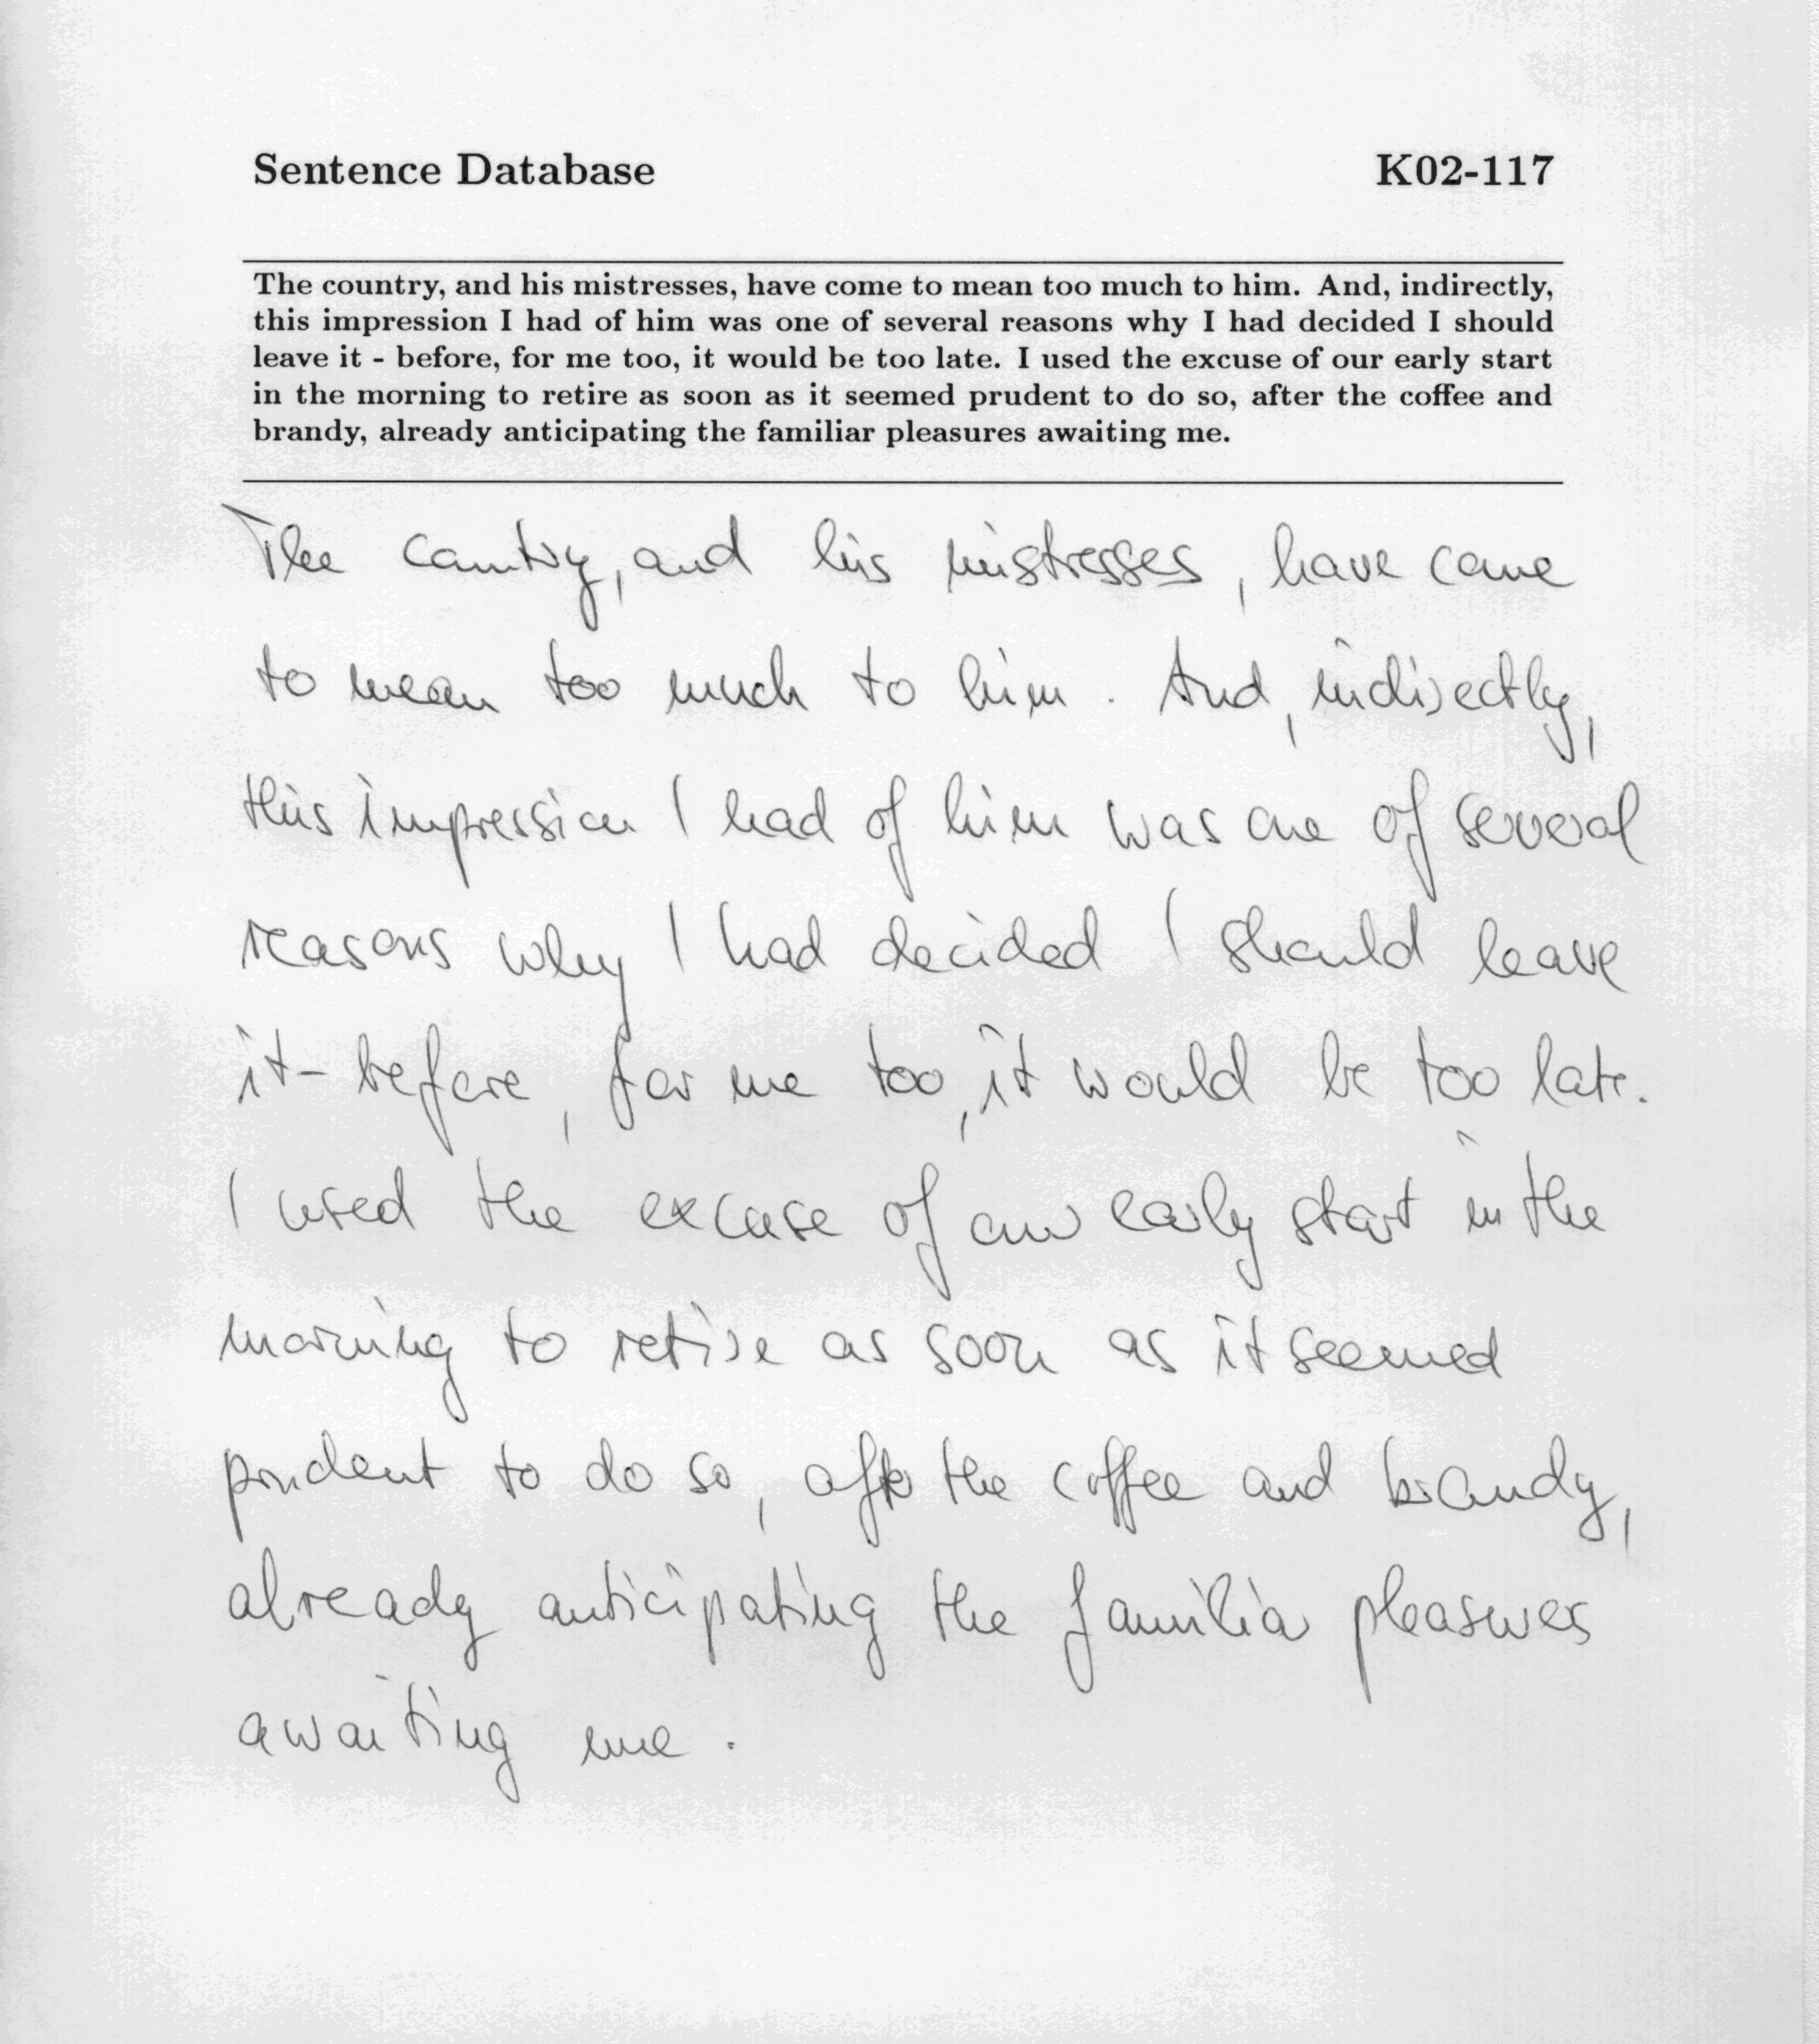 Sentence Database K02-117
The country, and his mistresses, have come to mean too much to him. And, indirectly,
this impression I had of him was one of several reasons why I had decided I should
leave it - before, for me too, it would be too late. I used the excuse of our early start
in the morning to retire as soon as it seemed prudent to do so, after the coffee and
brandy, already anticipating the familiar pleasures awaiting me.
The country, and his mistresses, have come
to mean too much to him. And, indirectly,
this impression I had of him was one of several
reasons why I had decided I should leave
it - before, for me too, it would be too late.
I used the excuse of our early start in the
morning to retire as soon as it seemed
prudent to do so, after the coffee and brandy,
already anticipating the familiar pleasures
awaiting me.